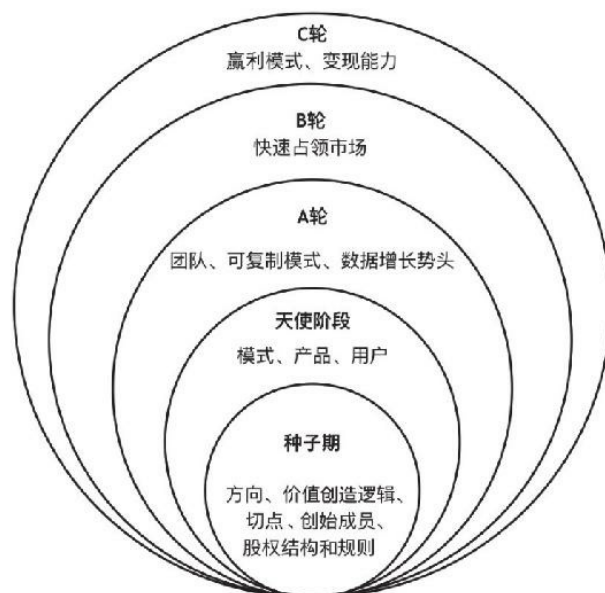 C轮
赢利模式、变现能力
B轮
快速占领市场
A轮
团队、可复制模式、数据增长势头
天使阶段
模式、产品、用户
种子期
方向、价值创造逻辑、
切点、创始成员、
股权结构和规则